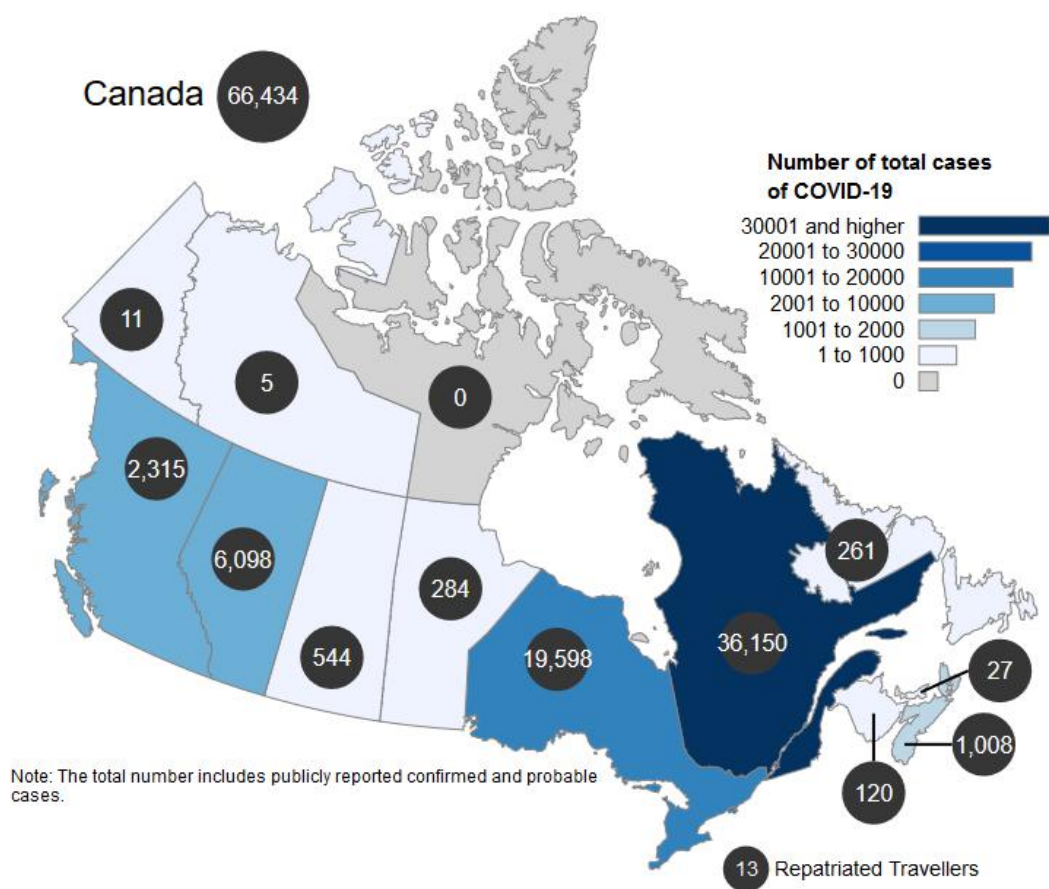 Canada 66,434
Number of total cases
of COVID-19
30001 and higher
20001 to 30000
10001 to 20000
2001 to 10000
1001 to 2000
1 to 1000
0
11
5
0
2,315
6,098
544
284
19,598
36,150
261
27
1,008
120
Note: The total number includes publicly reported confirmed and probable
cases.
13 Repatriated Travellers